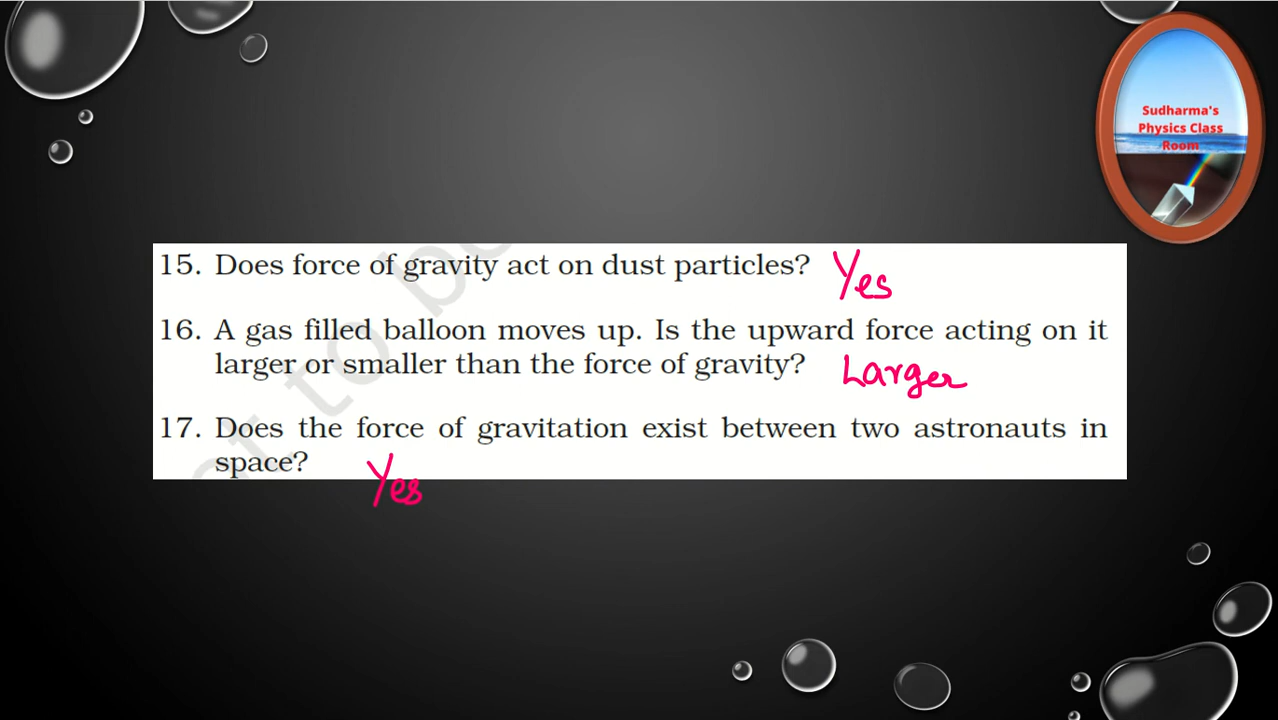 Sudharma's
Physics Class
Room
15. Does force of gravity act on dust particles? Yes
16. A gas filled balloon moves up. Is the upward force acting on it
larger or smaller than the force of gravity? Larger
17. Does the force of gravitation exist between two astronauts in
space? Yes